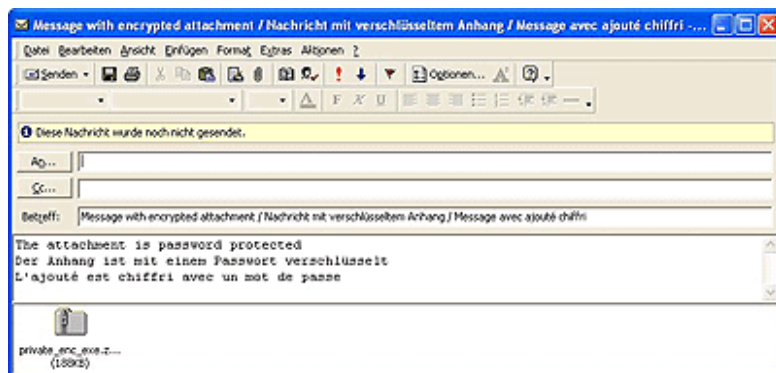 Message with encrypted attachment / Nachricht mit verschlüsseltem Anhang / Message avec ajouté chiffri -...
Datei Bearbeiten Ansicht Einfügen Format Extras Aktionen ?
Senden Optionen...
F K U
Diese Nachricht wurde noch nicht gesendet.
An...
Cc...
Betreff: Message with encrypted attachment / Nachricht mit verschlüsseltem Anhang / Message avec ajouté chiffri
The attachment is password protected
Der Anhang ist mit einem Passwort verschlüsselt
L'ajouté est chiffri avec un mot de passe
private_enc_exe.z...
(188KB)